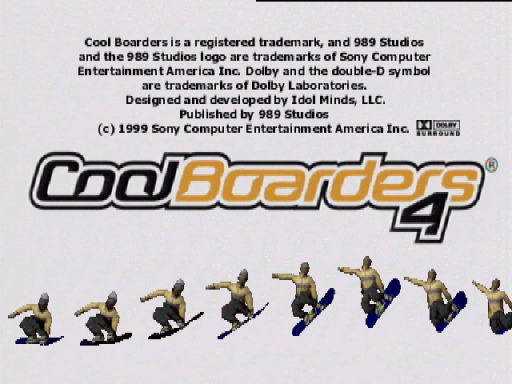 Cool Boarders is a registered trademark, and 989 Studios
and the 989 Studios logo are trademarks of Sony Computer
Entertainment America Inc. Dolby and the double-D symbol
are trademarks of Dolby Laboratories.
Designed and developed by Idol Minds, LLC.
Published by 989 Studios
(c) 1999 Sony Computer Entertainment America Inc.
DOLBY
SURROUND
CoolBoarders®
4